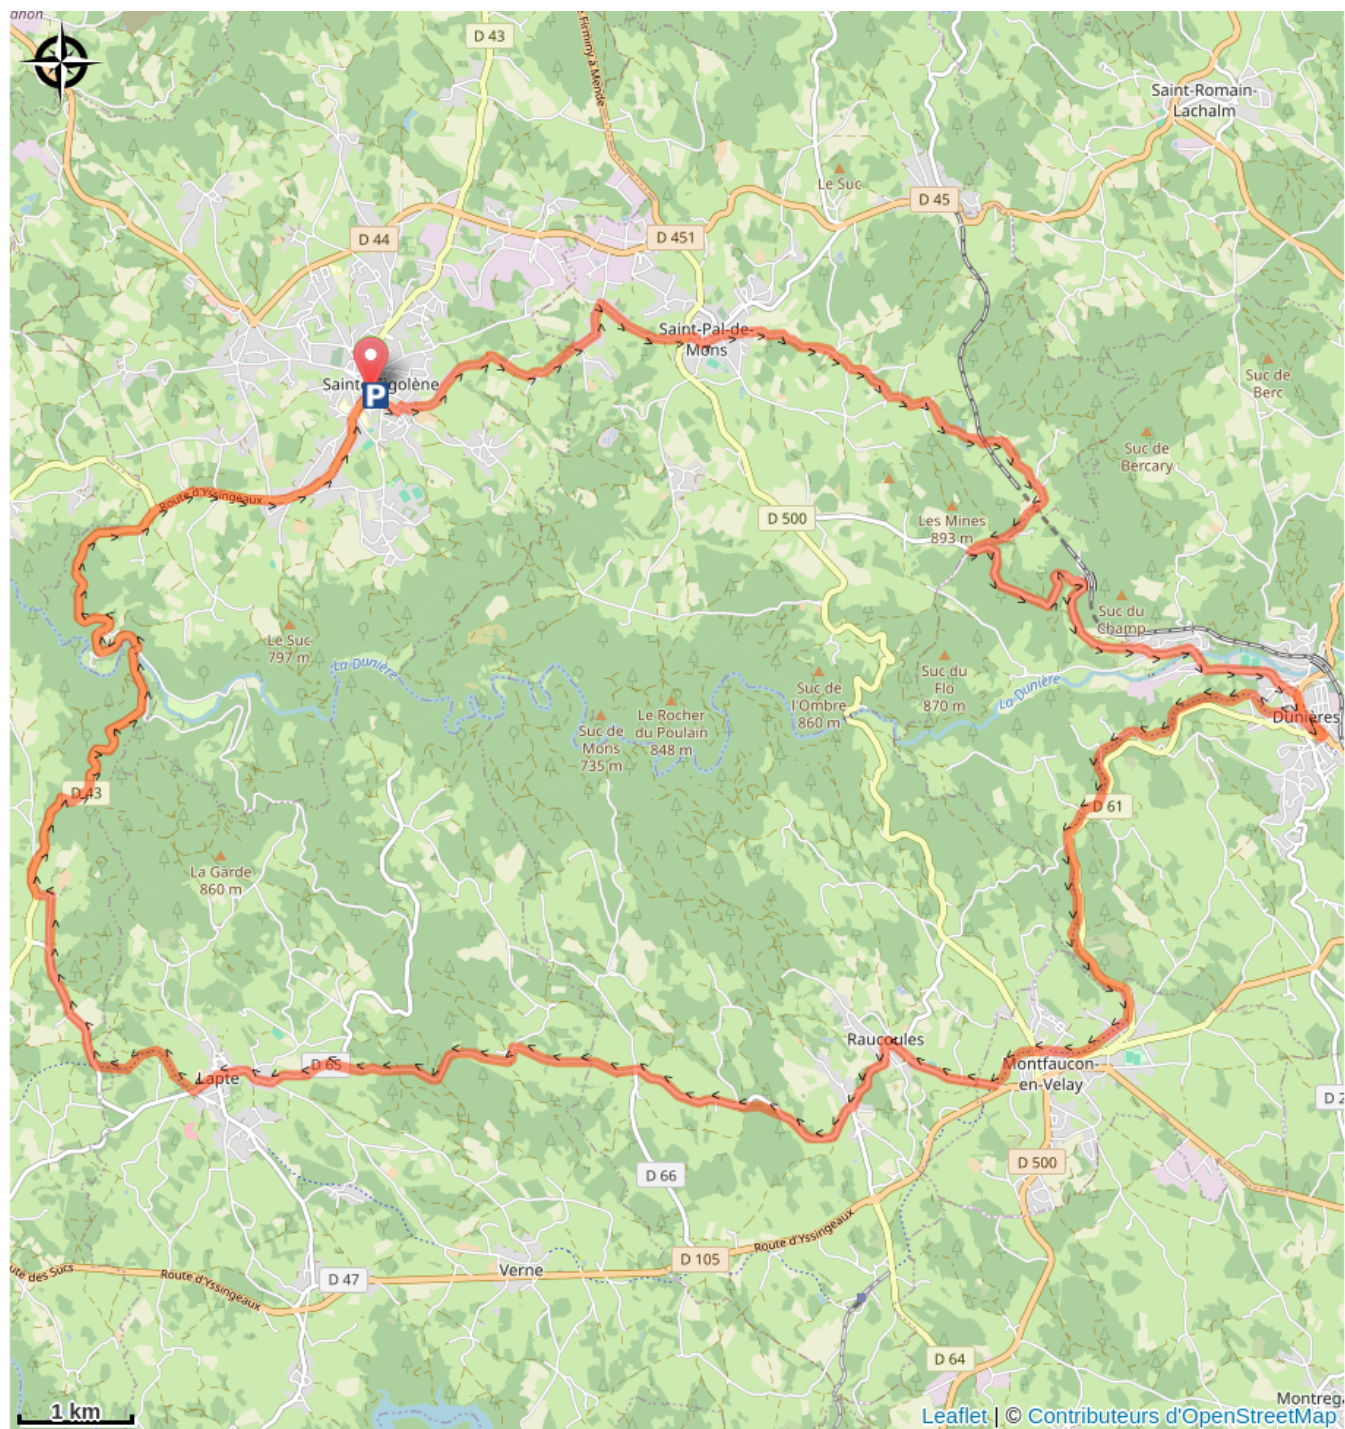 anon
D 43
Firminy à Mende
Saint-Romain-
Lachalm
Le Suc
D 45
D 44
D 451
Saint-Pal-de-
Mons
Suc de
Berc
P
Suc de
Bercary
Route d'Yssingeaux
D 500
Les Mines
893 m
Suc du
Champ
Le Suc
797 m
La Dunière
Suc de
l'Ombre
860 m
Suc du
Flo
870 m
La Dunière
Le Rocher
du Poulain
848 m
Suc de
Mons
735 m
Dunières
D 43
D 61
La Garde
860 m
Raucoules
D 65
Lapte
Montfaucon-
en-Velay
D 2
D 66
D 500
Route d'Yssingeaux
D 105
Verne
ute des Sucs
Route d'Yssingeaux
D 47
D 64
Montrega
1 km
Leaflet | © Contributeurs d'OpenStreetMap